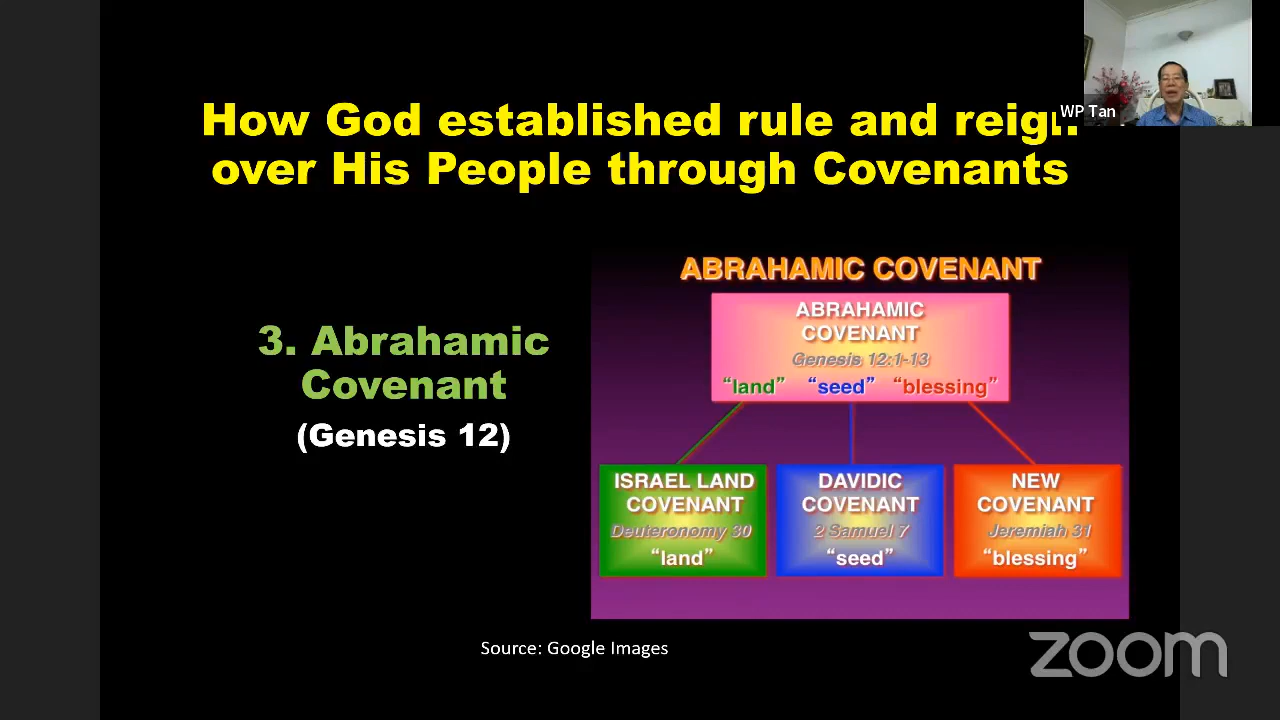 How God established rule and reign
over His People through Covenants
WP Tan
3. Abrahamic
Covenant
(Genesis 12)
ABRAHAMIC COVENANT
ABRAHAMIC
COVENANT
Genesis 12:1-13
“land” “seed” “blessing”
ISRAEL LAND
COVENANT
Deuteronomy 30
“land”
DAVIDIC
COVENANT
2 Samuel 7
“seed”
NEW
COVENANT
Jeremiah 31
“blessing”
Source: Google Images
zoom